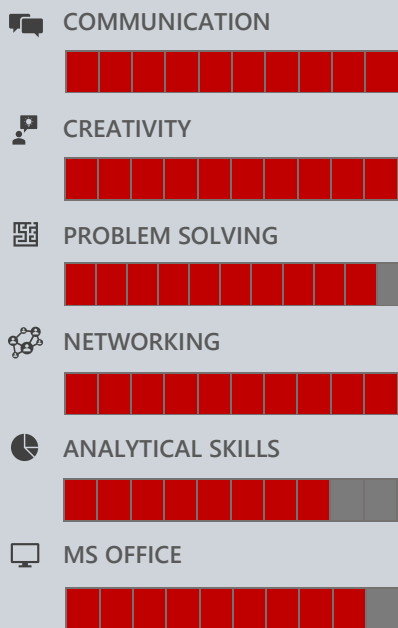 COMMUNICATION
CREATIVITY
PROBLEM SOLVING
NETWORKING
ANALYTICAL SKILLS
MS OFFICE